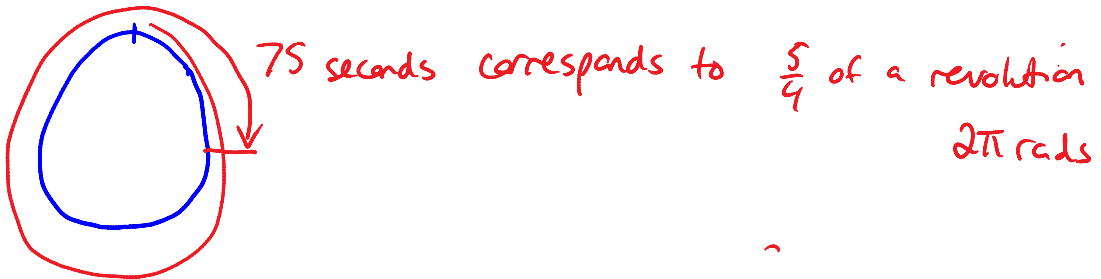 75 seconds corresponds to 5/4 of a revolution
2π rads